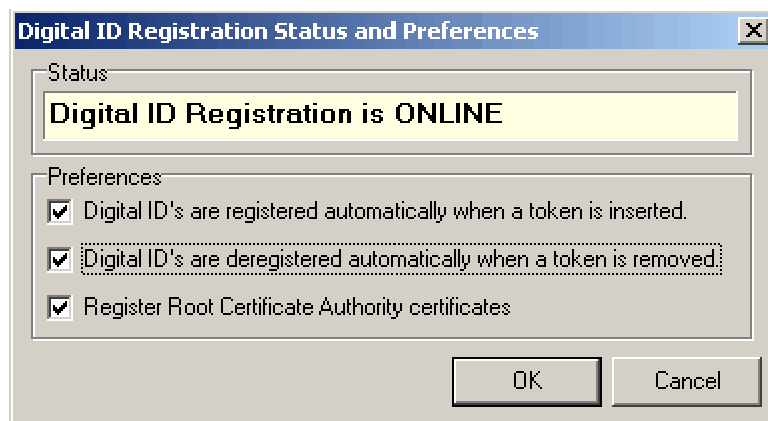 Digital ID Registration Status and Preferences
Status
Digital ID Registration is ONLINE
Preferences
Digital ID's are registered automatically when a token is inserted.
Digital ID's are deregistered automatically when a token is removed.
Register Root Certificate Authority certificates
OK Cancel